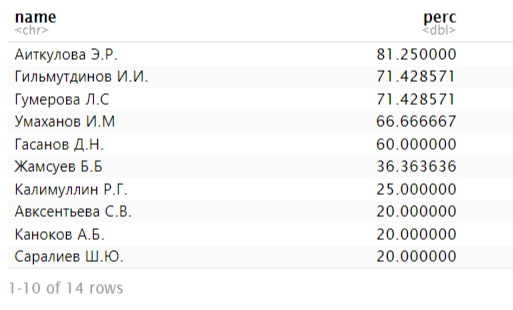 name perc
<chr> <dbl>
Аиткулова Э.Р. 81.250000
Гильмутдинов И.И. 71.428571
Гумерова Л.С 71.428571
Умаханов И.М 66.666667
Гасанов Д.Н. 60.000000
Жамсуев Б.Б 36.363636
Калимуллин Р.Г. 25.000000
Авксентьева С.В. 20.000000
Каноков А.Б. 20.000000
Саралиев Ш.Ю. 20.000000
1-10 of 14 rows